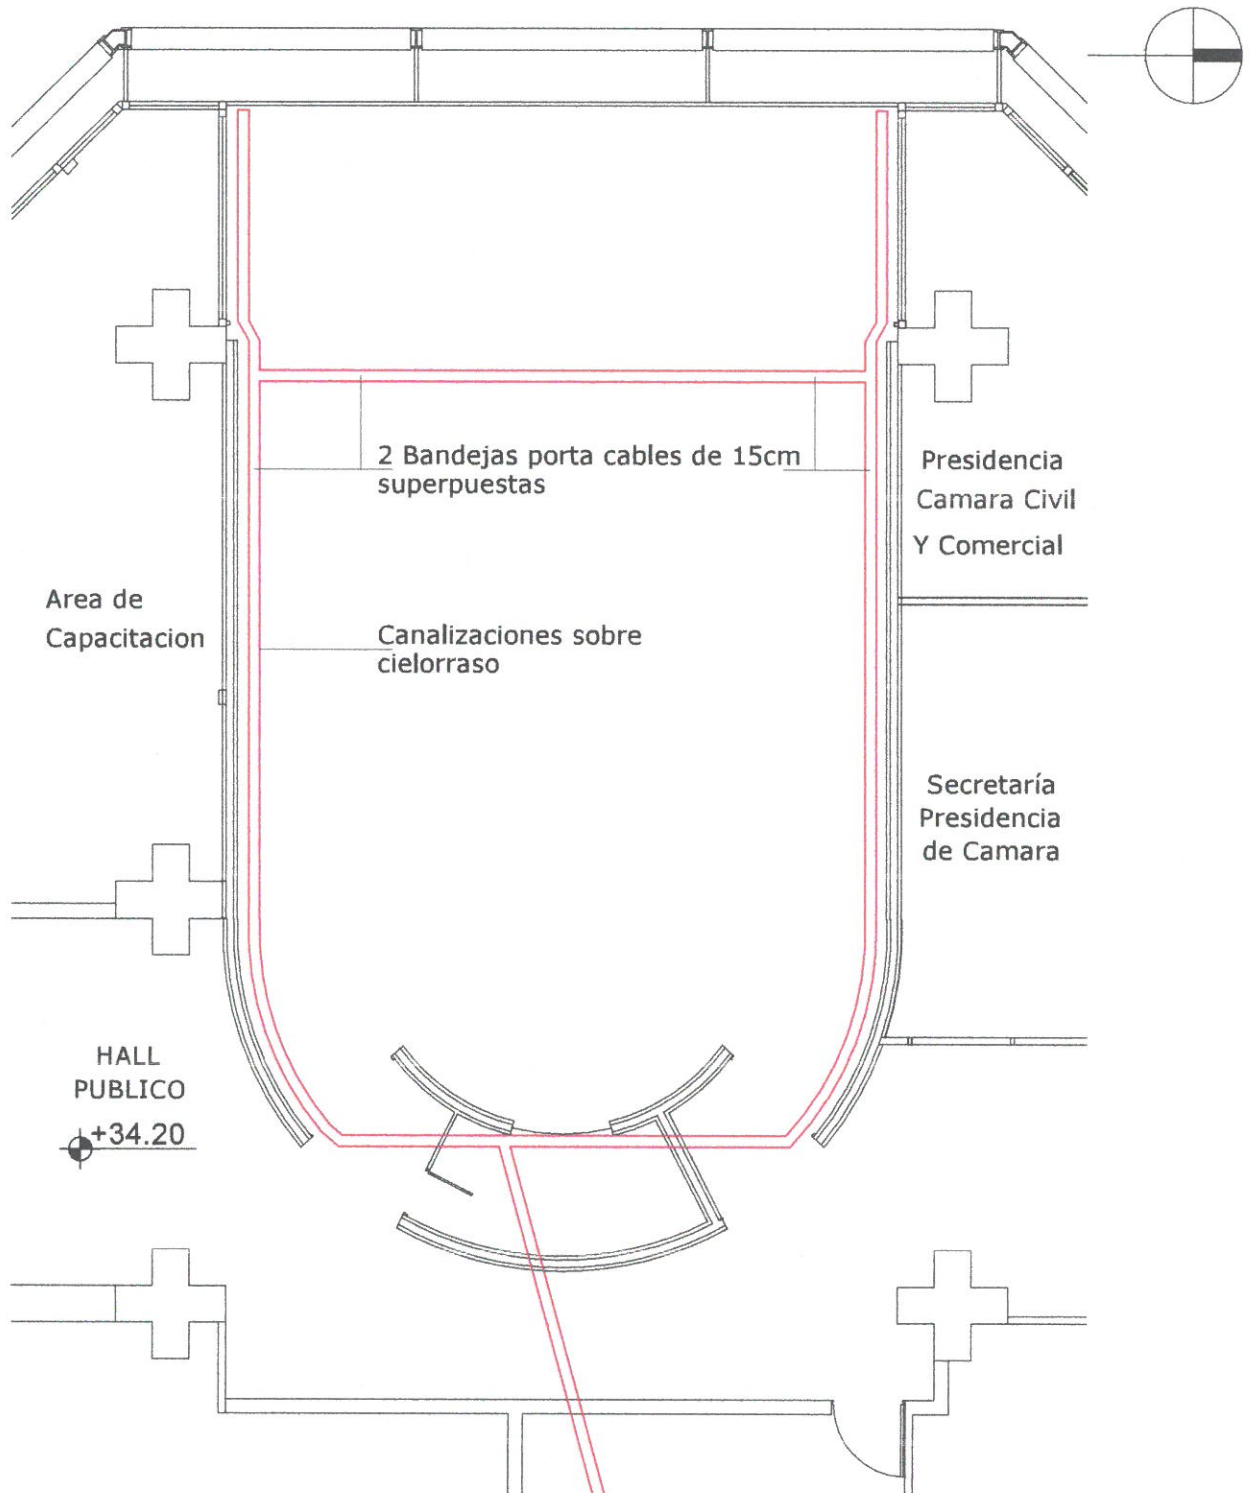 2 Bandejas porta cables de 15cm
superpuestas
Presidencia
Camara Civil
Y Comercial
Area de
Capacitacion
Canalizaciones sobre
cielorraso
Secretaría
Presidencia
de Camara
HALL
PUBLICO
+34.20